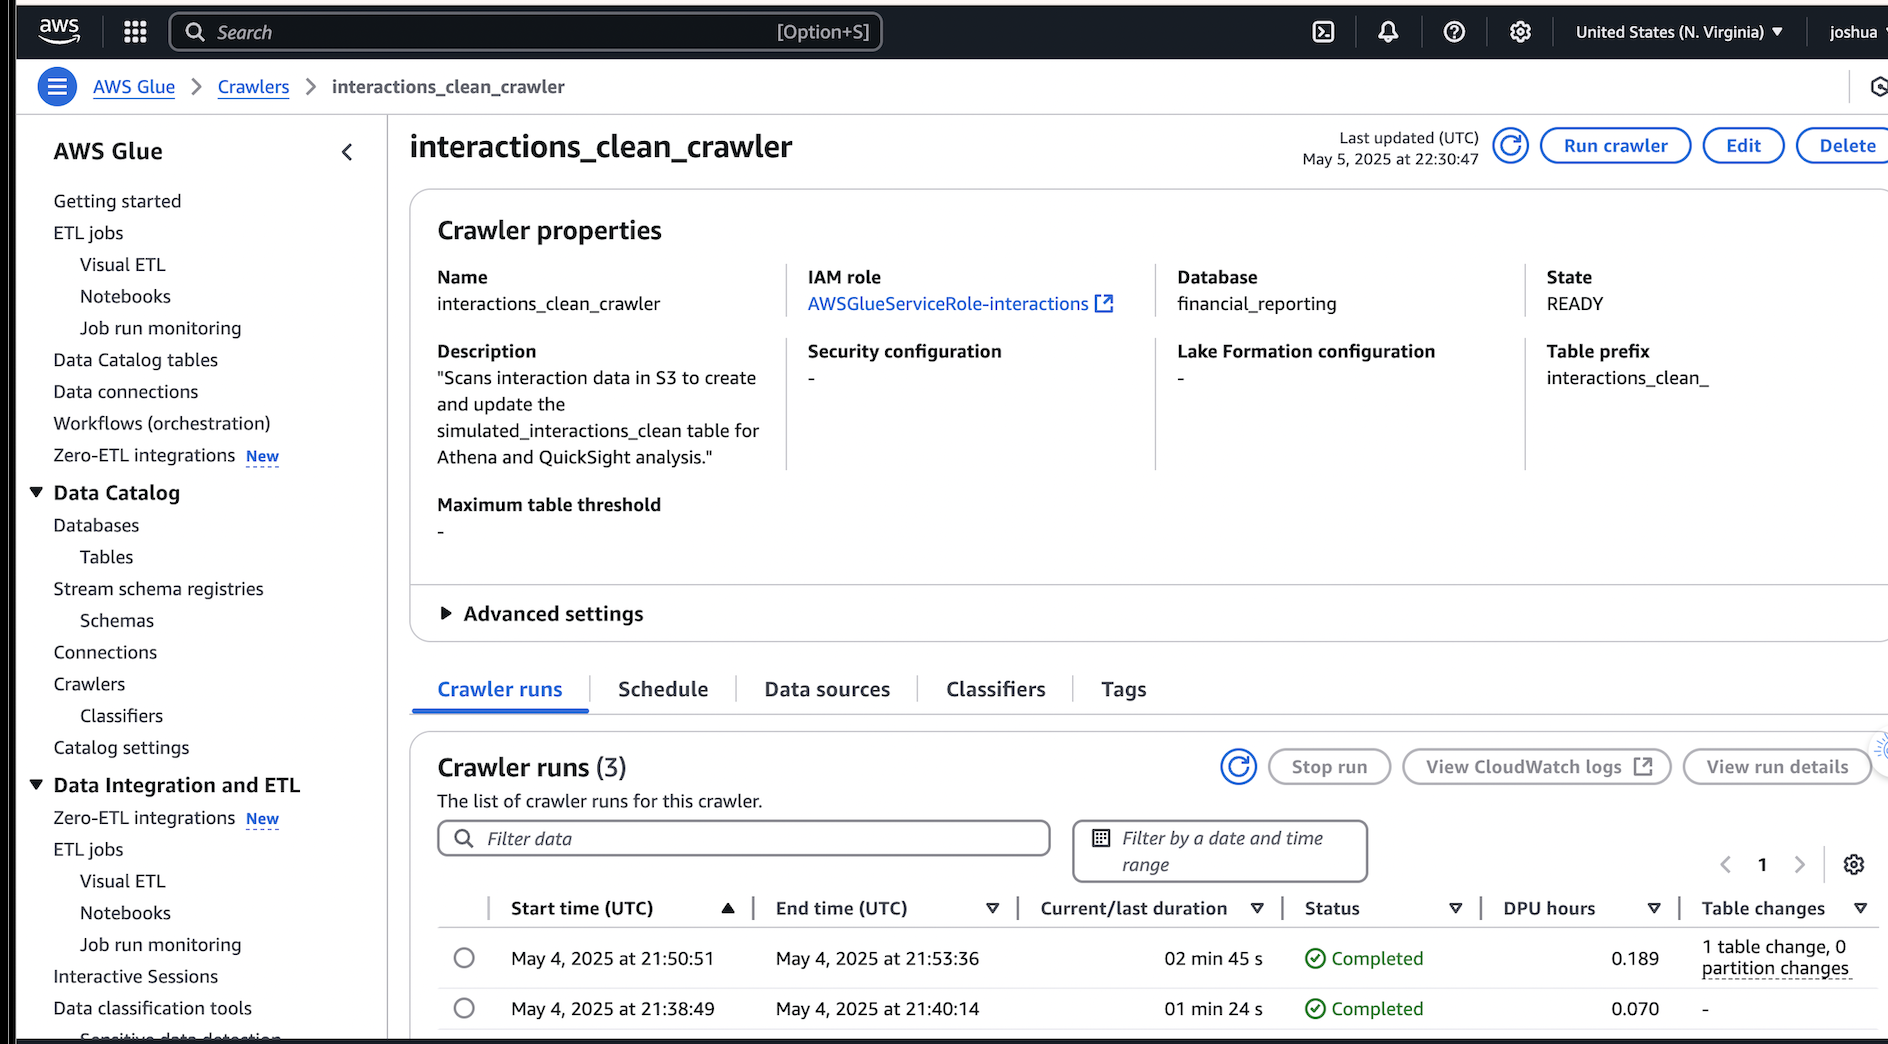 aws
Search [Option+S]
United States (N. Virginia)
joshua
AWS Glue
Crawlers
interactions_clean_crawler
AWS Glue
Getting started
ETL jobs
Visual ETL
Notebooks
Job run monitoring
Data Catalog tables
Data connections
Workflows (orchestration)
Zero-ETL integrations New
Data Catalog
Databases
Tables
Stream schema registries
Schemas
Connections
Crawlers
Classifiers
Catalog settings
Data Integration and ETL
Zero-ETL integrations New
ETL jobs
Visual ETL
Notebooks
Job run monitoring
Interactive Sessions
Data classification tools
Sensitive data detection
interactions_clean_crawler
Last updated (UTC)
May 5, 2025 at 22:30:47
Run crawler
Edit
Delete
Crawler properties
Name
interactions_clean_crawler
IAM role
AWSGlueServiceRole-interactions
Database
financial_reporting
State
READY
Description
"Scans interaction data in S3 to create
and update the
simulated_interactions_clean table for
Athena and QuickSight analysis."
Security configuration
-
Lake Formation configuration
-
Table prefix
interactions_clean_
Maximum table threshold
-
Advanced settings
Crawler runs
Schedule
Data sources
Classifiers
Tags
Crawler runs (3)
The list of crawler runs for this crawler.
Stop run
View CloudWatch logs
View run details
Filter data
Filter by a date and time
range
1
Start time (UTC) End time (UTC) Current/last duration Status DPU hours Table changes
May 4, 2025 at 21:50:51 May 4, 2025 at 21:53:36 02 min 45 s Completed 0.189 1 table change, 0
partition changes
May 4, 2025 at 21:38:49 May 4, 2025 at 21:40:14 01 min 24 s Completed 0.070 -